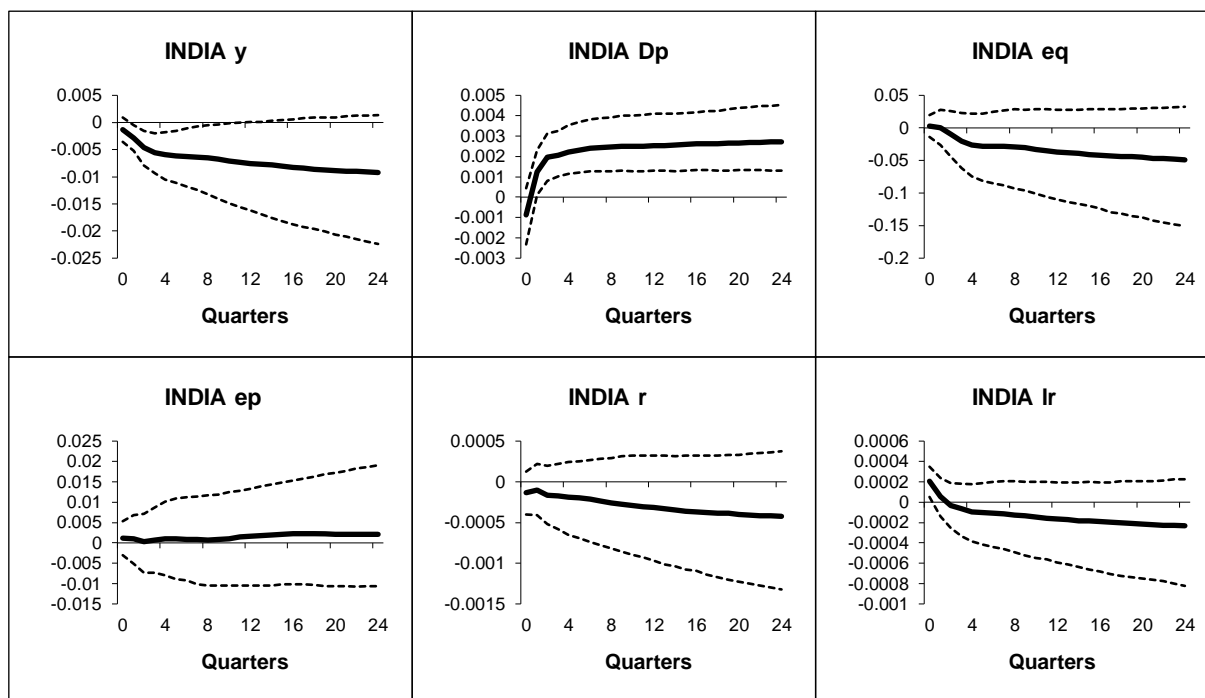 INDIA y
0.005
0
-0.005
-0.01
-0.015
-0.02
-0.025
0 4 8 12 16 20 24
Quarters
INDIA Dp
0.005
0.004
0.003
0.002
0.001
0
-0.001
-0.002
-0.003
0 4 8 12 16 20 24
Quarters
INDIA eq
0.05
0
-0.05
-0.1
-0.15
-0.2
0 4 8 12 16 20 24
Quarters
INDIA ep
0.025
0.02
0.015
0.01
0.005
0
-0.005
-0.01
-0.015
0 4 8 12 16 20 24
Quarters
INDIA r
0.0005
0
-0.0005
-0.001
-0.0015
0 4 8 12 16 20 24
Quarters
INDIA lr
0.0006
0.0004
0.0002
0
-0.0002
-0.0004
-0.0006
-0.0008
-0.001
0 4 8 12 16 20 24
Quarters